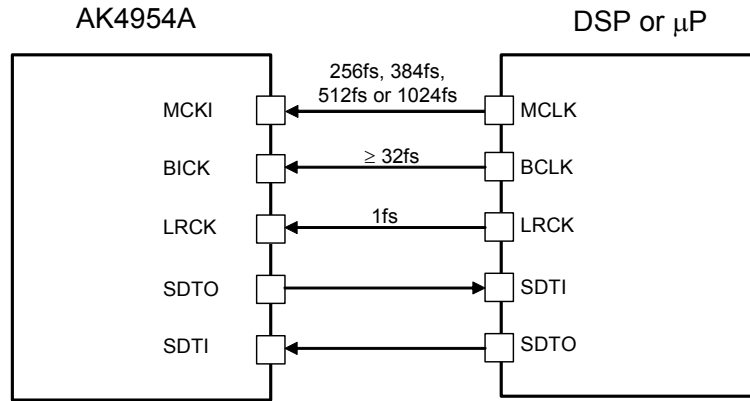 AK4954A
DSP or μP
256fs, 384fs,
512fs or 1024fs
MCKI
MCLK
BICK
≥ 32fs
BCLK
LRCK
1fs
LRCK
SDTO
SDTI
SDTI
SDTO